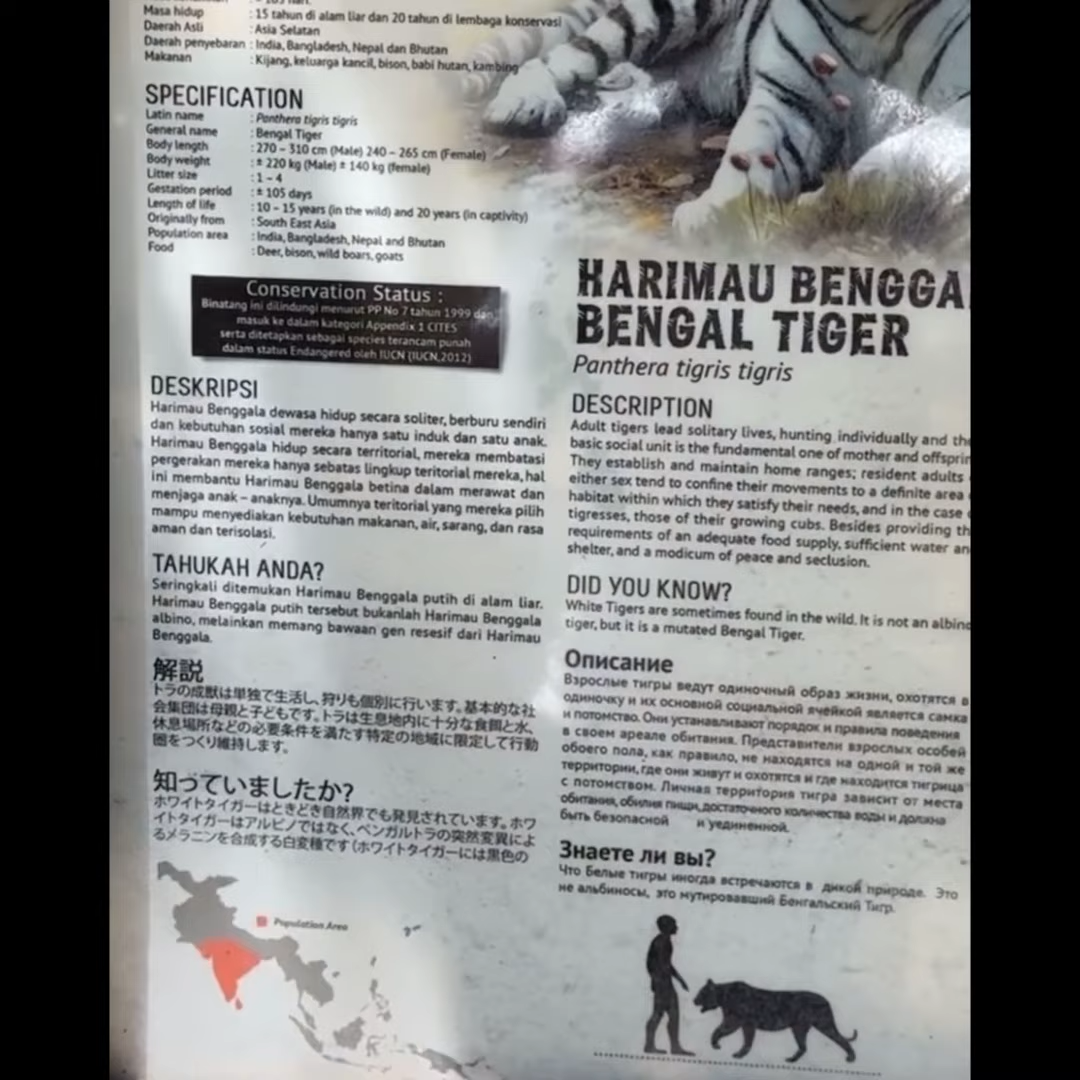 Masa hidup : 15 tahun di alam liar dan 20 tahun di lembaga konservasi
Daerah Asli : Asia Selatan
Daerah penyebaran : India, Bangladesh, Nepal dan Bhutan
Makanan : Kijang, keluarga kancil, bison, babi hutan, kambing
SPECIFICATION
Latin name : Panthera tigris tigris
General name : Bengal Tiger
Body length : 270 – 310 cm (Male) 240 – 265 cm (Female)
Body weight : ± 220 kg (Male) ± 140 kg (female)
Litter size : 1 – 4
Gestation period : ± 105 days
Length of life : 10 – 15 years (in the wild) and 20 years (in captivity)
Originally from : South East Asia
Population area : India, Bangladesh, Nepal and Bhutan
Food : Deer, bison, wild boars, goats
Conservation Status :
Binatang ini dilindungi menurut PP No 7 tahun 1999 dan
masuk ke dalam kategori Appendix 1 CITES
serta ditetapkan sebagai species terancam punah
dalam status Endangered oleh IUCN (IUCN,2012)
DESKRIPSI
Harimau Benggala dewasa hidup secara soliter, berburu sendiri
dan kebutuhan sosial mereka hanya satu induk dan satu anak.
Harimau Benggala hidup secara territorial, mereka membatasi
pergerakan mereka hanya sebatas lingkup teritorial mereka, hal
ini membantu Harimau Benggala betina dalam merawat dan
menjaga anak – anaknya. Umumnya teritorial yang mereka pilih
mampu menyediakan kebutuhan makanan, air, sarang, dan rasa
aman dan terisolasi.
TAHUKAH ANDA?
Seringkali ditemukan Harimau Benggala putih di alam liar.
Harimau Benggala putih tersebut bukanlah Harimau Benggala
albino, melainkan memang bawaan gen resesif dari Harimau
Benggala.
解説
トラの成獣は単独で生活し、狩りも個別に行います。基本的な社
会集団は母親と子どもです。トラは生息地内に十分な食餌と水、
休息場所などの必要条件を満たす特定の地域に限定して行動
圏をつくり維持します。
知っていましたか?
ホワイトタイガーはときどき自然界でも発見されています。ホワ
イトタイガーはアルビノではなく、ベンガルトラの突然変異によ
るメラニンを合成する白変種です(ホワイトタイガーには黒色の
Population Area
HARIMAU BENGGA
BENGAL TIGER
Panthera tigris tigris
DESCRIPTION
Adult tigers lead solitary lives, hunting individually and the
basic social unit is the fundamental one of mother and offsprin
They establish and maintain home ranges; resident adults
either sex tend to confine their movements to a definite area
habitat within which they satisfy their needs, and in the case
tigresses, those of their growing cubs. Besides providing th
requirements of an adequate food supply, sufficient water an
shelter, and a modicum of peace and seclusion.
DID YOU KNOW?
White Tigers are sometimes found in the wild. It is not an albino
tiger, but it is a mutated Bengal Tiger.
Описание
Взрослые тигры ведут одиночный образ жизни, охотятся в
одиночку и их основной социальной ячейкой является самка
и потомство. Они устанавливают порядок и правила поведения
в своем ареале обитания. Представители взрослых особей
обоего пола, как правило, не находятся на одной и той же
территории, где они живут и охотятся и где находится тигрица
с потомством. Личная территория тигра зависит от места
обитания, обилия пищи, достаточного количества воды и должна
быть безопасной и уединенной.
Знаете ли вы?
Что Белые тигры иногда встречаются в дикой природе. Это
не альбиносы, это мутировавший Бенгальский Тигр.